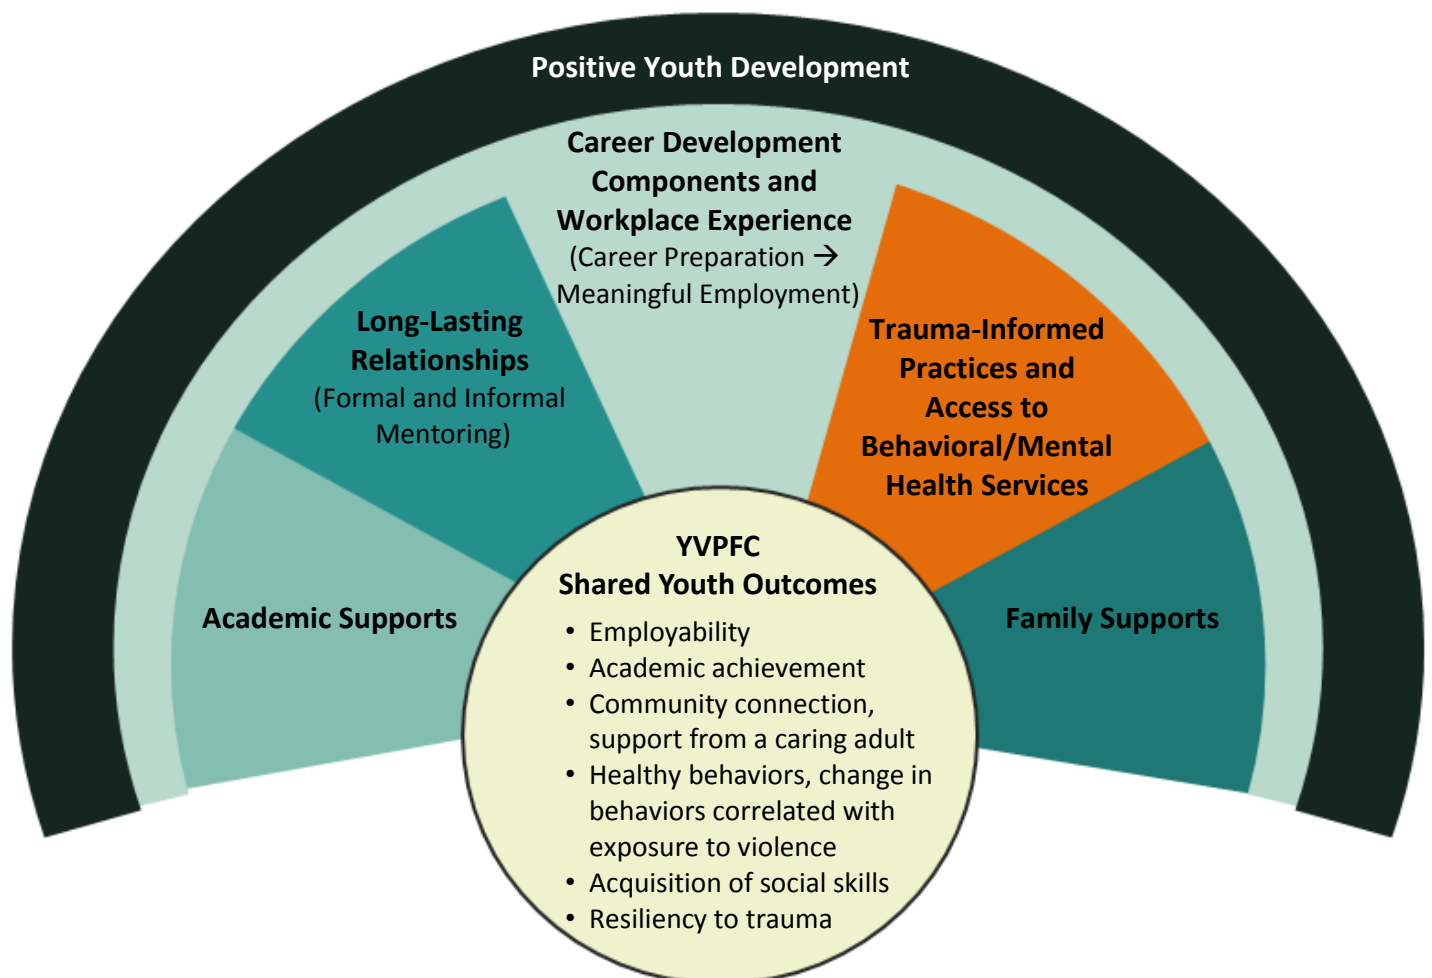 Positive Youth Development
Career Development
Components and
Workplace Experience
(Career Preparation →
Meaningful Employment)
Long-Lasting
Relationships
(Formal and Informal
Mentoring)
Trauma-Informed
Practices and
Access to
Behavioral/Mental
Health Services
Academic Supports
Family Supports
YVPFC
Shared Youth Outcomes
• Employability
• Academic achievement
• Community connection,
support from a caring adult
• Healthy behaviors, change in
behaviors correlated with
exposure to violence
• Acquisition of social skills
• Resiliency to trauma